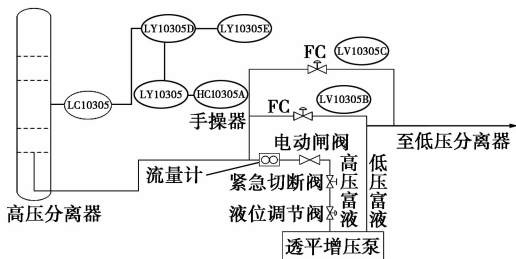 LY10305D
LY10305E
FC
LV10305C
LC10305
LY10305
HC10305A
手操器
FC
LV10305B
电动闸阀
至低压分离器
流量计
紧急切断阀
高压富液
低压富液
高压分离器
液位调节阀
透平增压泵